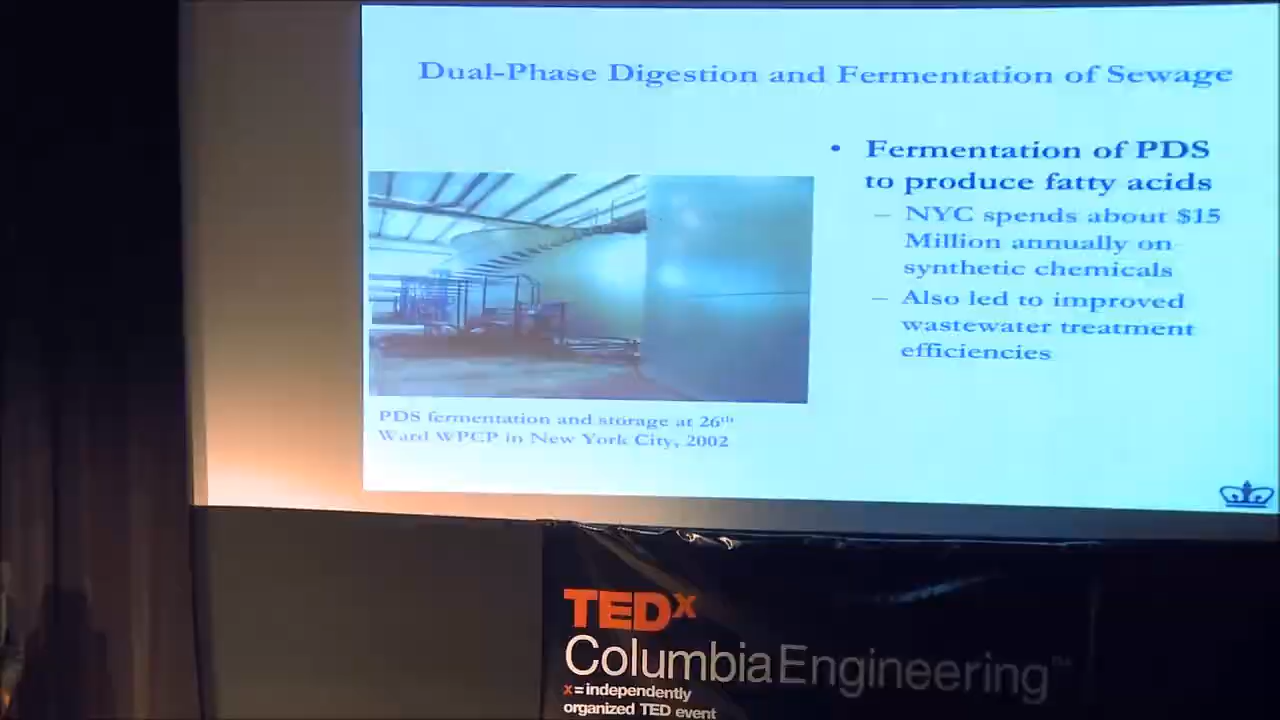 Dual-Phase Digestion and Fermentation of Sewage
• Fermentation of PDS
to produce fatty acids
– NYC spends about $15
Million annually on
synthetic chemicals
– Also led to improved
wastewater treatment
efficiencies
PDS fermentation and storage at 26th
Ward WPCP in New York City, 2002
TEDx
ColumbiaEngineering™
x = independently
organized TED event